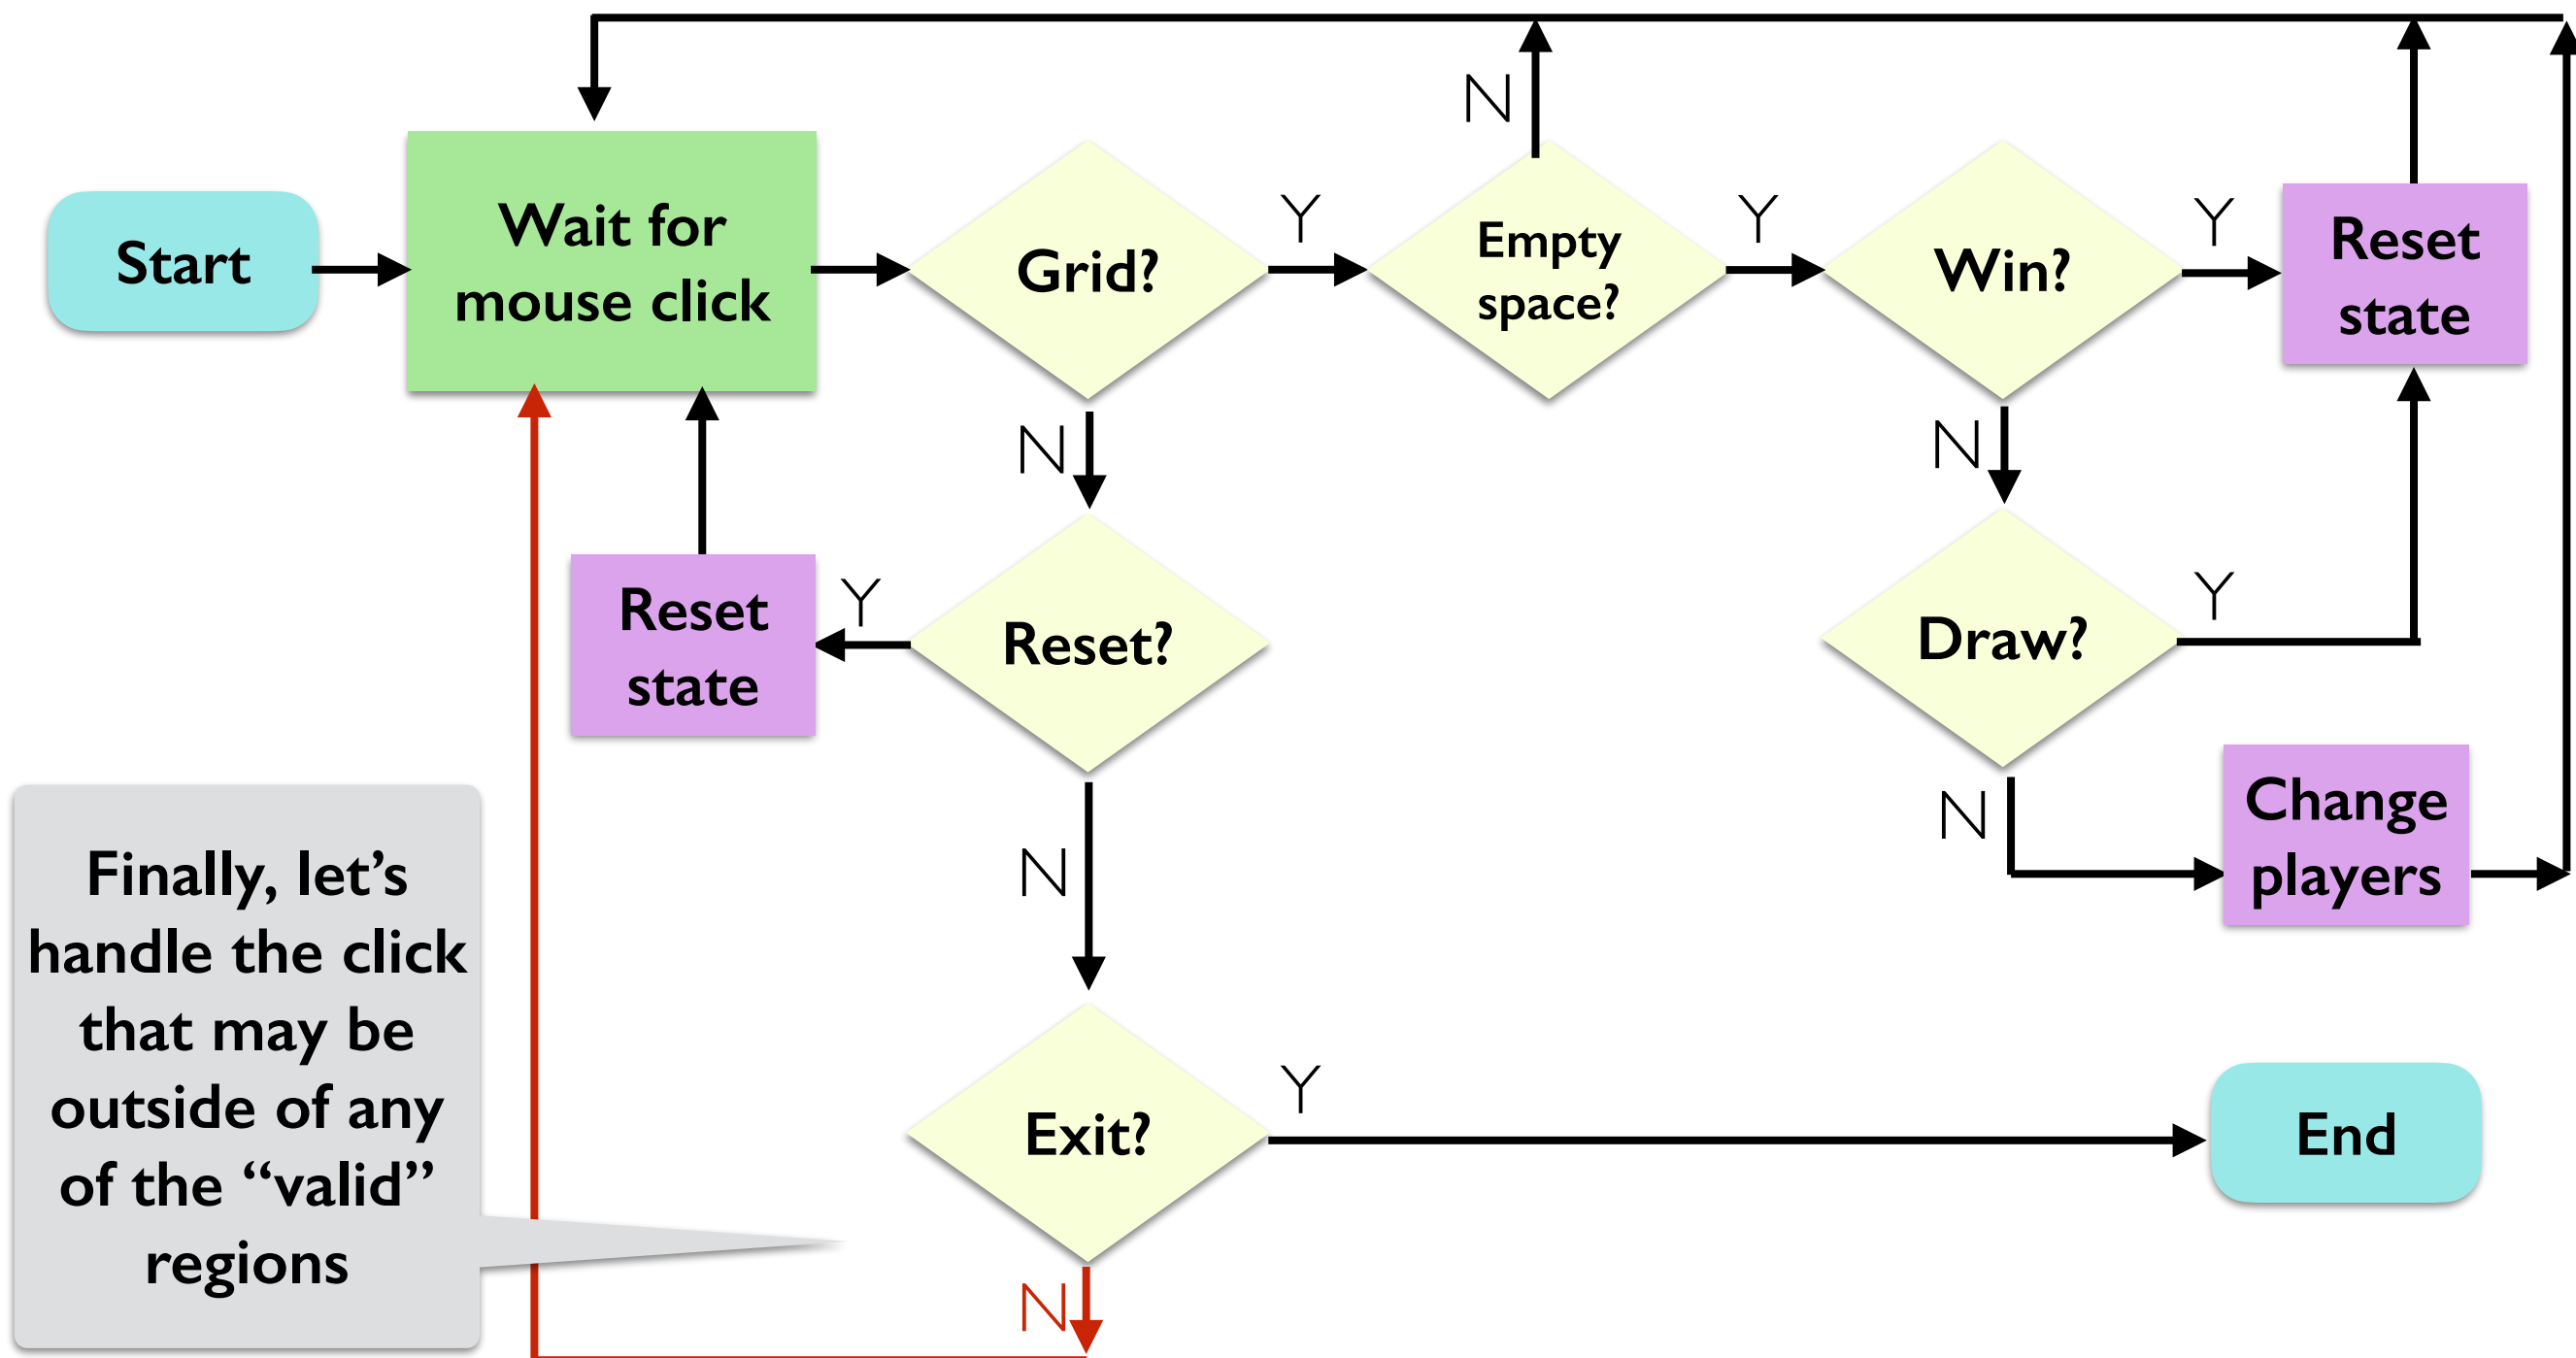 N
Start
Wait for
mouse click
Grid?
Y
Empty
space?
Y
Win?
Y
Reset
state
N
N
Reset
state
Y
Reset?
Draw?
Y
N
Change
players
N
Finally, let’s
handle the click
that may be
outside of any
of the “valid”
regions
Exit?
Y
End
N